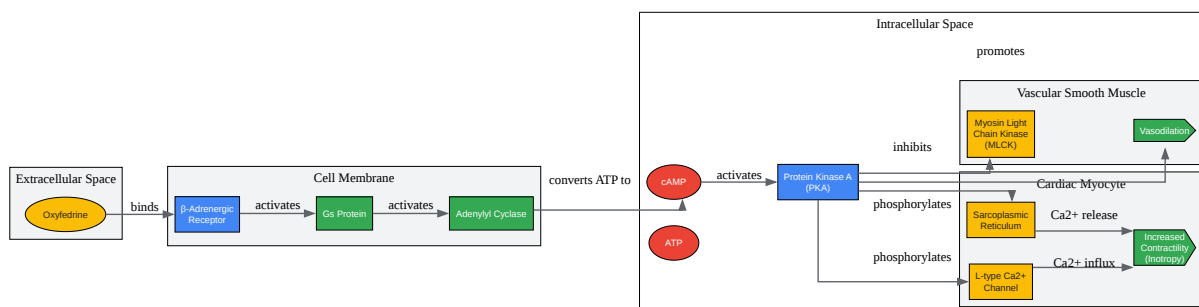 Intracellular Space
promotes
Vascular Smooth Muscle
Myosin Light
Chain Kinase
(MLCK)
Vasodilation
inhibits
Extracellular Space
Oxyfedrine
binds
Cell Membrane
β-Adrenergic
Receptor
activates
Gs Protein
activates
Adenylyl Cyclase
converts ATP to
cAMP
ATP
activates
Protein Kinase A
(PKA)
phosphorylates
phosphorylates
Cardiac Myocyte
Sarcoplasmic
Reticulum
Ca2+ release
L-type Ca2+
Channel
Ca2+ influx
Increased
Contractility
(Inotropy)